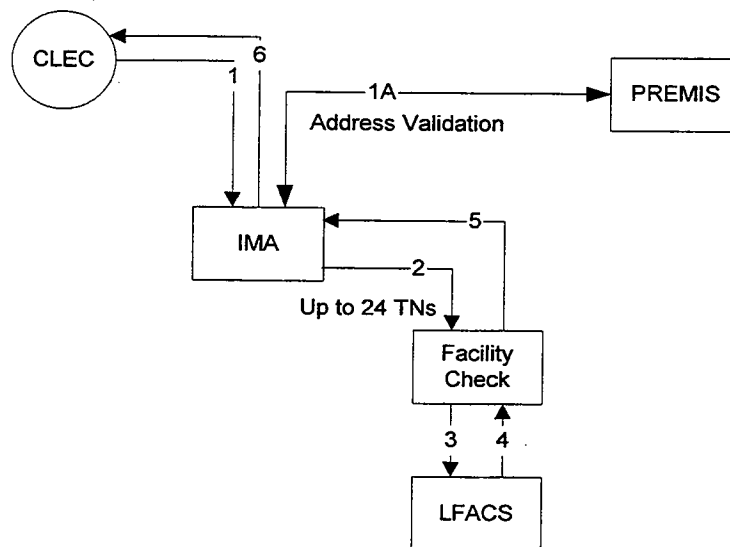 CLEC
6
1
1A
Address Validation
PREMIS
IMA
5
2
Up to 24 TNs
Facility
Check
3
4
LFACS